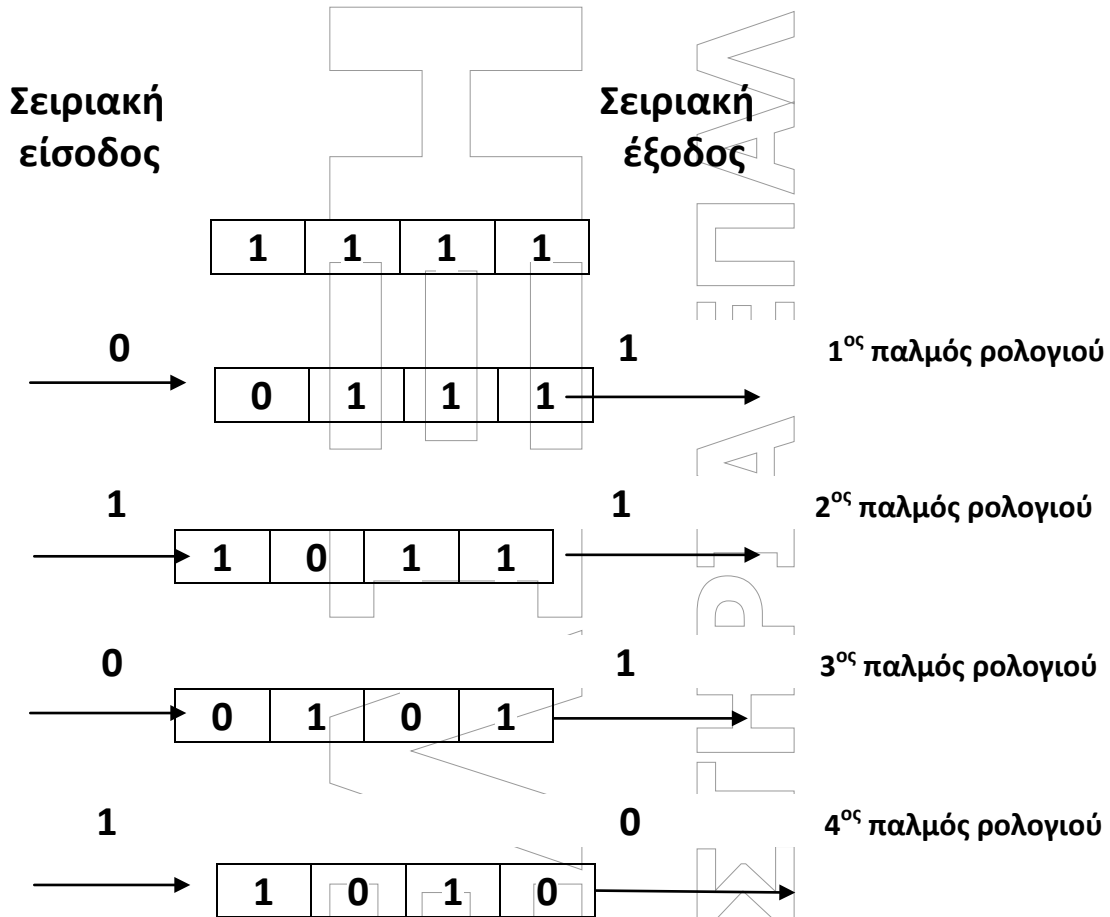 Σειριακή είσοδος
Σειριακή έξοδος
1 1 1 1
0 1 1ος παλμός ρολογιού
0 1 1 1
1 1 2ος παλμός ρολογιού
1 0 1 1
0 1 3ος παλμός ρολογιού
0 1 0 1
1 0 4ος παλμός ρολογιού
1 0 1 0